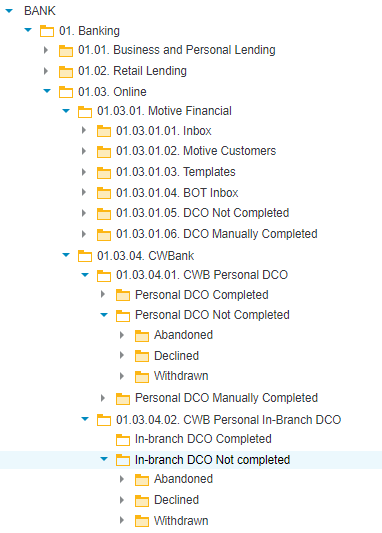 BANK
01. Banking
01.01. Business and Personal Lending
01.02. Retail Lending
01.03. Online
01.03.01. Motive Financial
01.03.01.01. Inbox
01.03.01.02. Motive Customers
01.03.01.03. Templates
01.03.01.04. BOT Inbox
01.03.01.05. DCO Not Completed
01.03.01.06. DCO Manually Completed
01.03.04. CWBank
01.03.04.01. CWB Personal DCO
Personal DCO Completed
Personal DCO Not Completed
Abandoned
Declined
Withdrawn
Personal DCO Manually Completed
01.03.04.02. CWB Personal In-Branch DCO
In-branch DCO Completed
In-branch DCO Not completed
Abandoned
Declined
Withdrawn